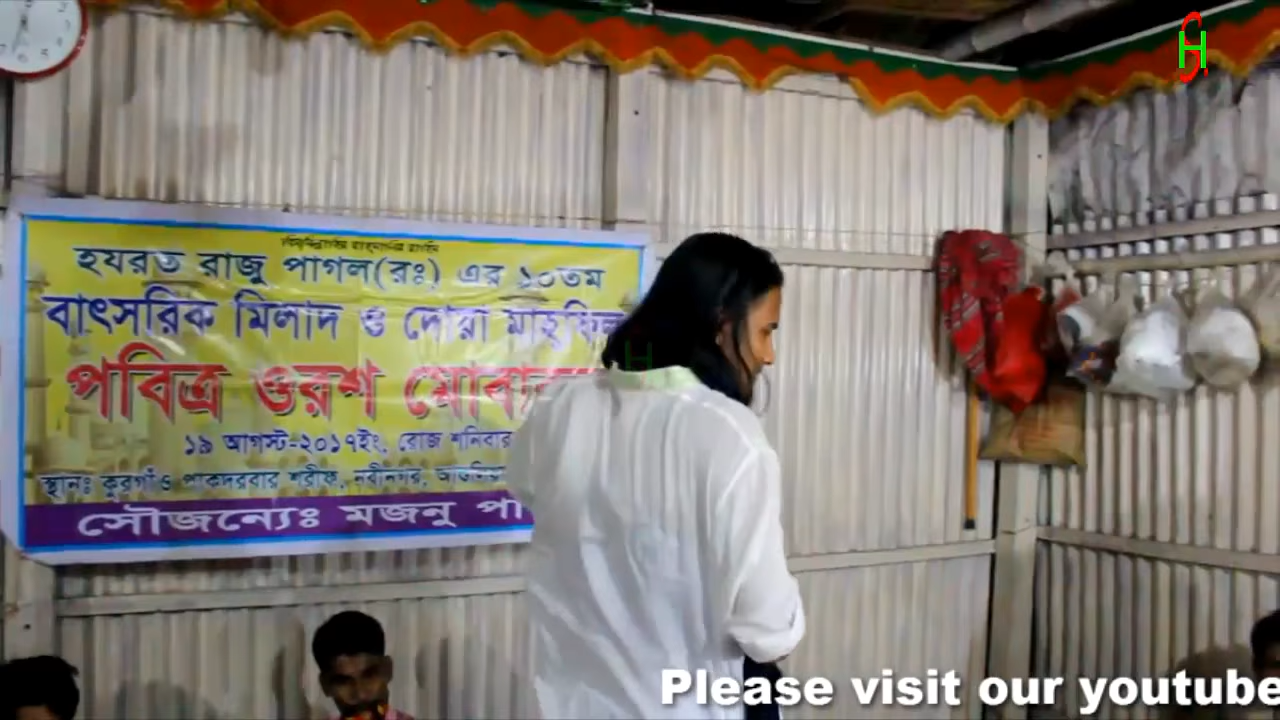 হযরত রাজু পাগল(রঃ) এর ১০তম
বাৎসরিক মিলাদ ও দোয়া মাহফিল
পবিত্র ওরশ মোবা
১৯ আগস্ট-২০১৭ইং, রোজ শনিবার
স্থানঃ কুরগাঁও পাকদরবার শরীফ, নবীনগর,
সৌজন্যেঃ মজনু পা
Please visit our youtube